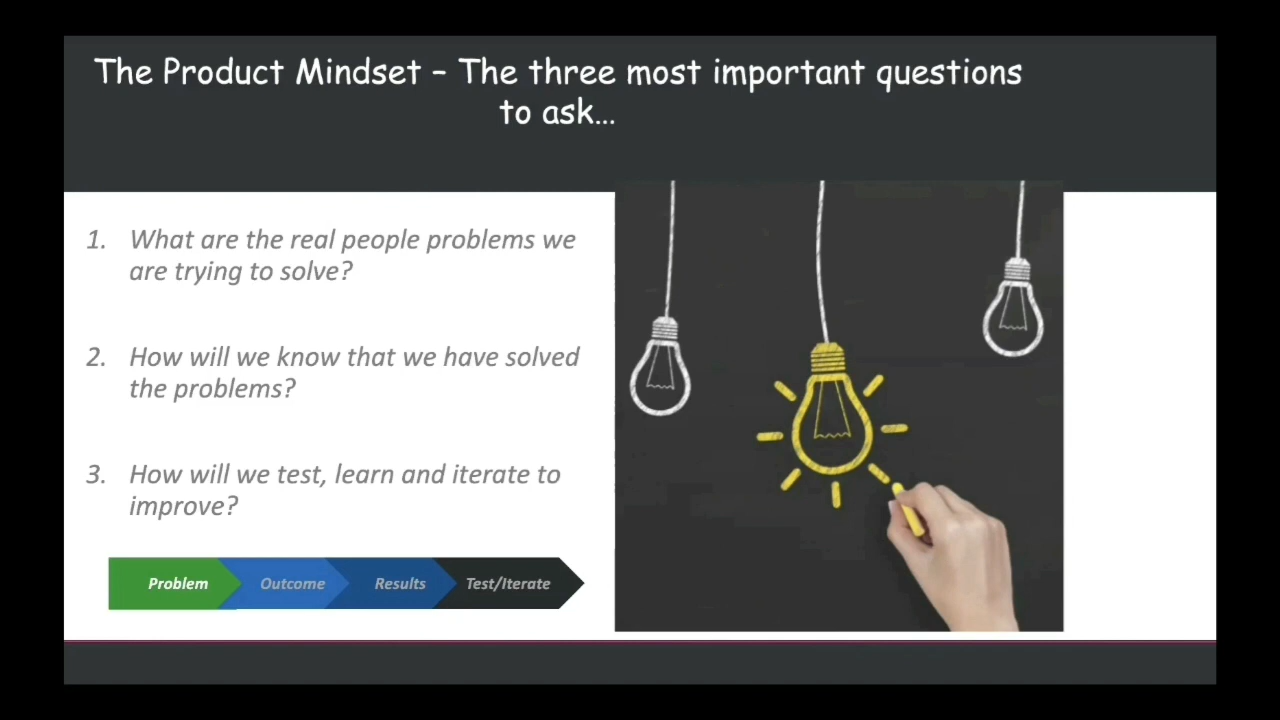 The Product Mindset – The three most important questions
to ask...
1. What are the real people problems we
are trying to solve?
2. How will we know that we have solved
the problems?
3. How will we test, learn and iterate to
improve?
Problem Outcome Results Test/Iterate